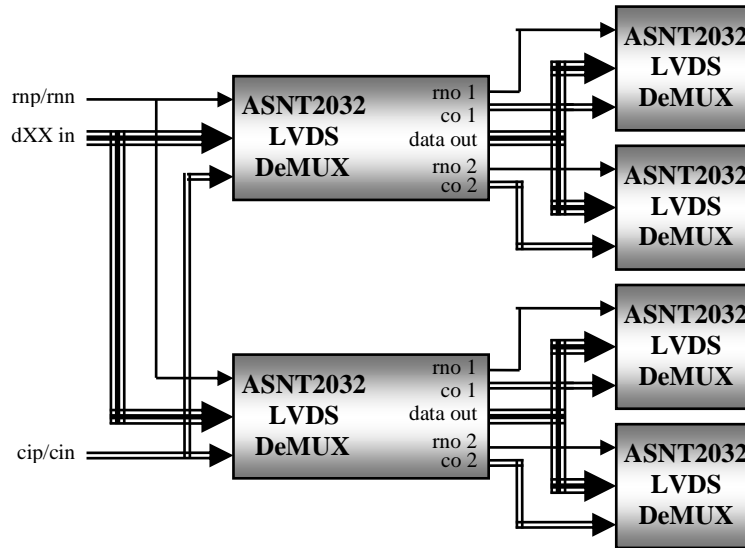 rnp/rnn
dXX in
cip/cin
ASNT2032
LVDS
DeMUX
rno 1
co 1
data out
rno 2
co 2
ASNT2032
LVDS
DeMUX
rno 1
co 1
data out
rno 2
co 2
ASNT2032
LVDS
DeMUX
ASNT2032
LVDS
DeMUX
ASNT2032
LVDS
DeMUX
ASNT2032
LVDS
DeMUX